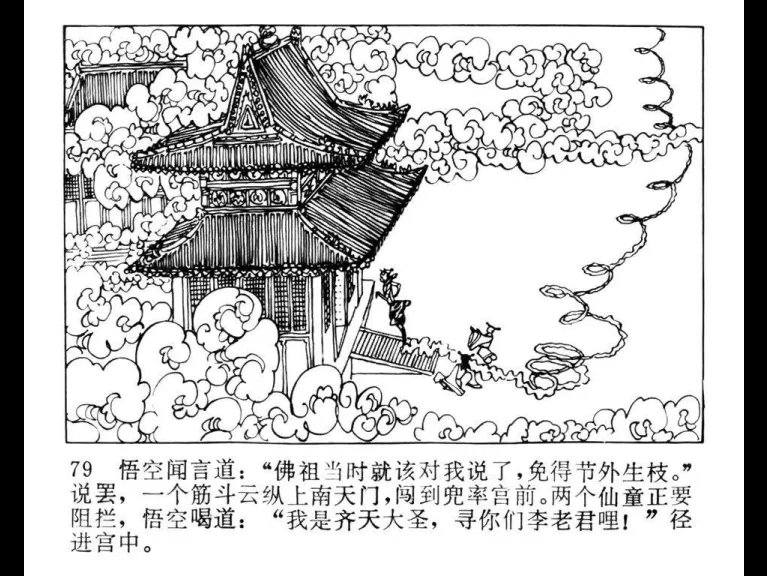 79 悟空闻言道：“佛祖当时就该对我说了，免得节外生枝。”
说罢，一个筋斗云纵上南天门，闯到兜率宫前。两个仙童正要
阻拦，悟空喝道：“我是齐天大圣，寻你们李老君哩！”径
进宫中。